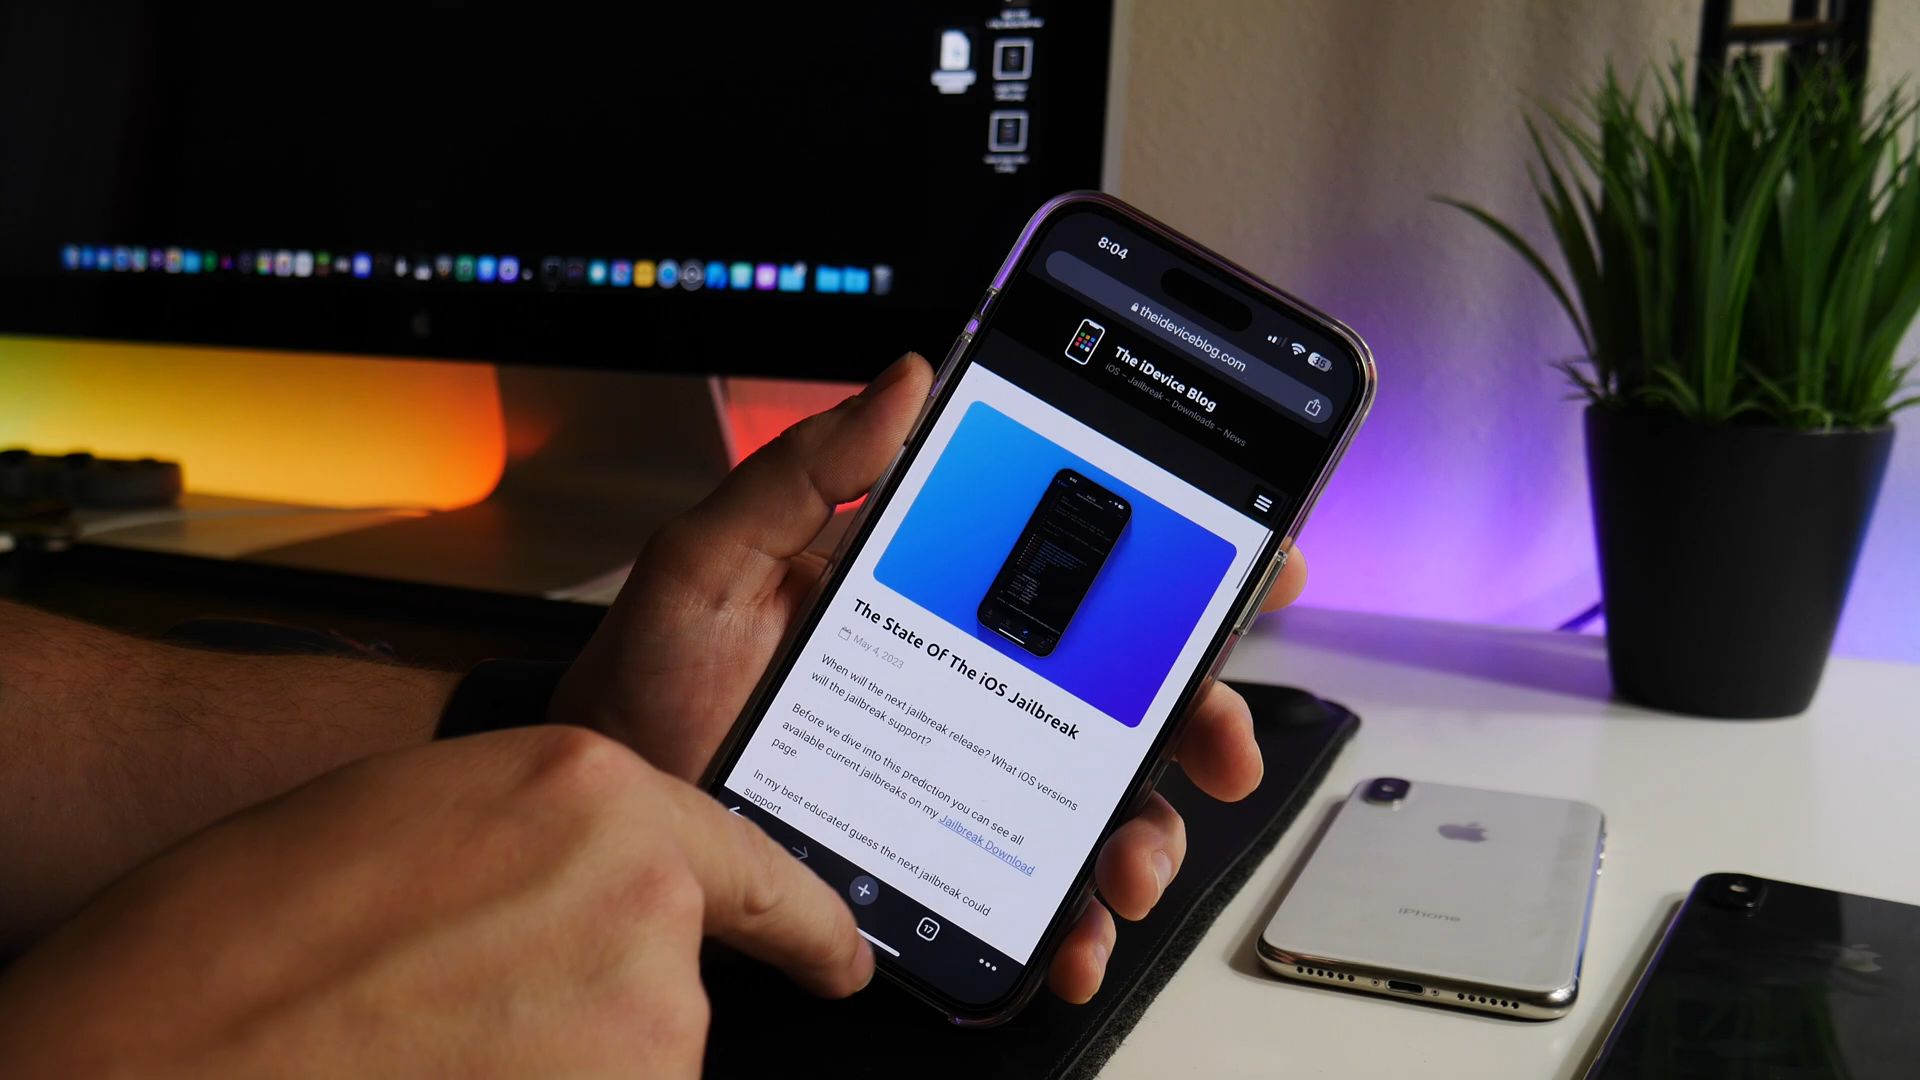 8:04
35
theideviceblog.com
The iDevice Blog
iOS – Jailbreak – Downloads – News
The State Of The iOS Jailbreak
May 4, 2023
When will the next jailbreak release? What iOS versions
will the jailbreak support?
Before we dive into this prediction you can see all
available current jailbreaks on my Jailbreak Download
page.
In my best educated guess the next jailbreak could
support
17
iPhone